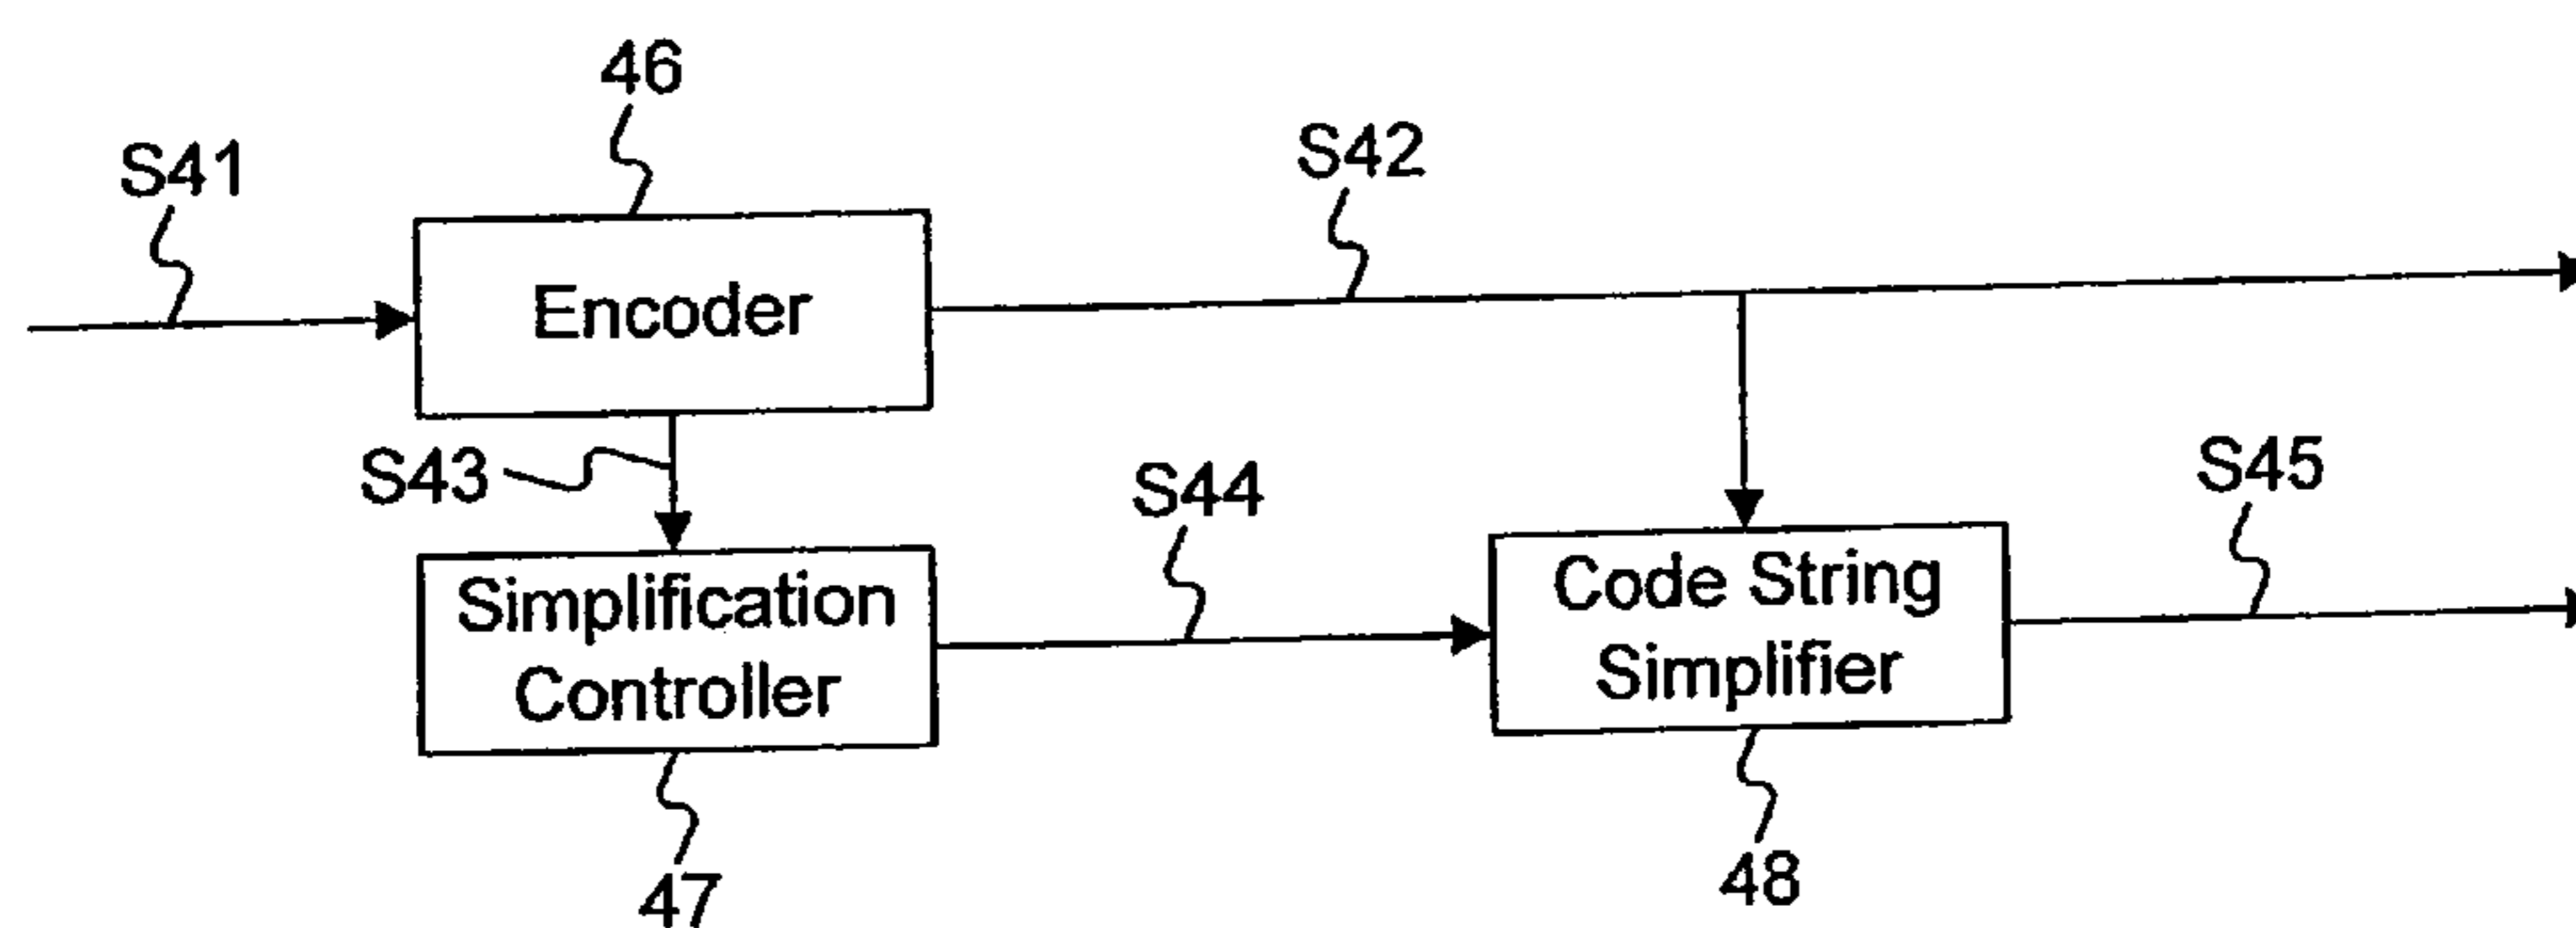 46
S41
S42
Encoder
S43
S44
S45
Simplification
Controller
Code String
Simplifier
47
48